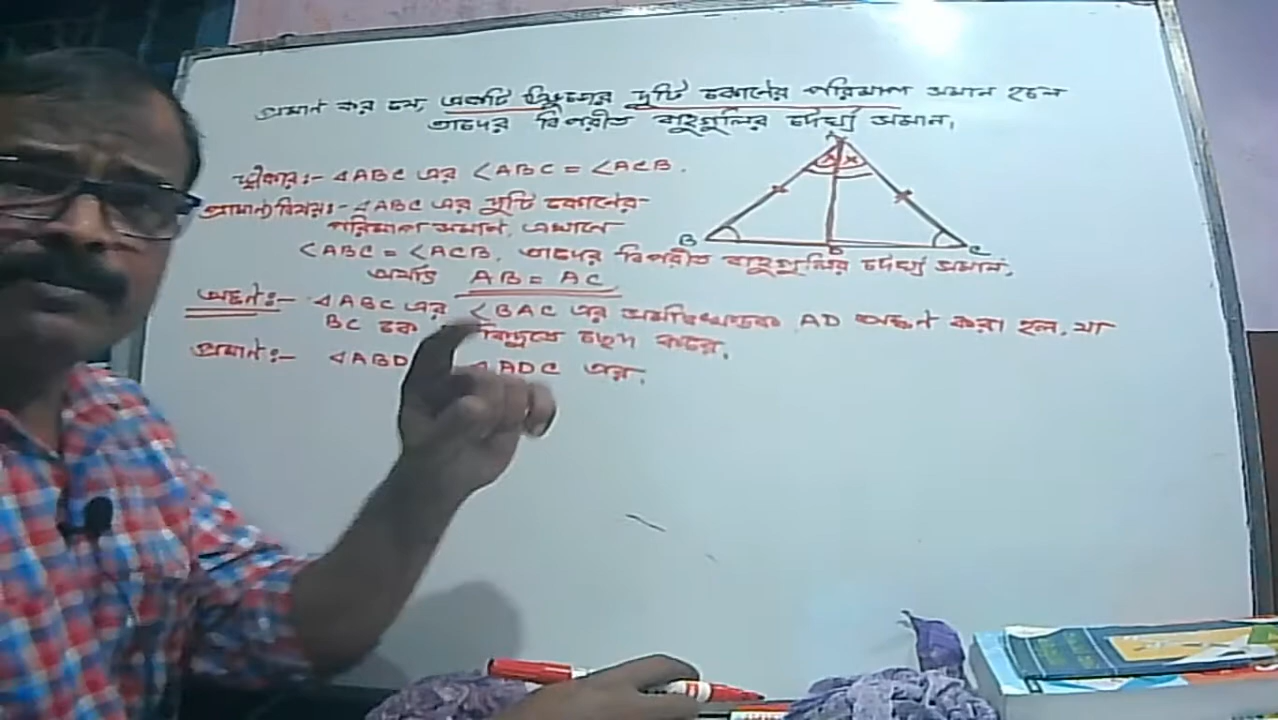 প্রমাণ কর যে, একটি ত্রিভুজের দুটি কোণের পরিমাণ সমান হলে
তাদের বিপরীত বাহুগুলির দৈর্ঘ্য সমান।
A
স্বীকার:- △ABC এর ∠ABC = ∠ACB.
প্রামাণ্য বিষয়:- △ABC এর দুটি কোণের
পরিমাণ সমান, এখানে
B D C
∠ABC = ∠ACB. তাদের বিপরীত বাহুগুলির দৈর্ঘ্য সমান.
অর্থাৎ AB = AC
অঙ্কন:- △ABC এর ∠BAC এর সমদ্বিখণ্ডক AD অঙ্কন করা হল. যা
BC কে বিন্দুতে ছেদ করে.
প্রমাণ:- △ABD △ADC এর,